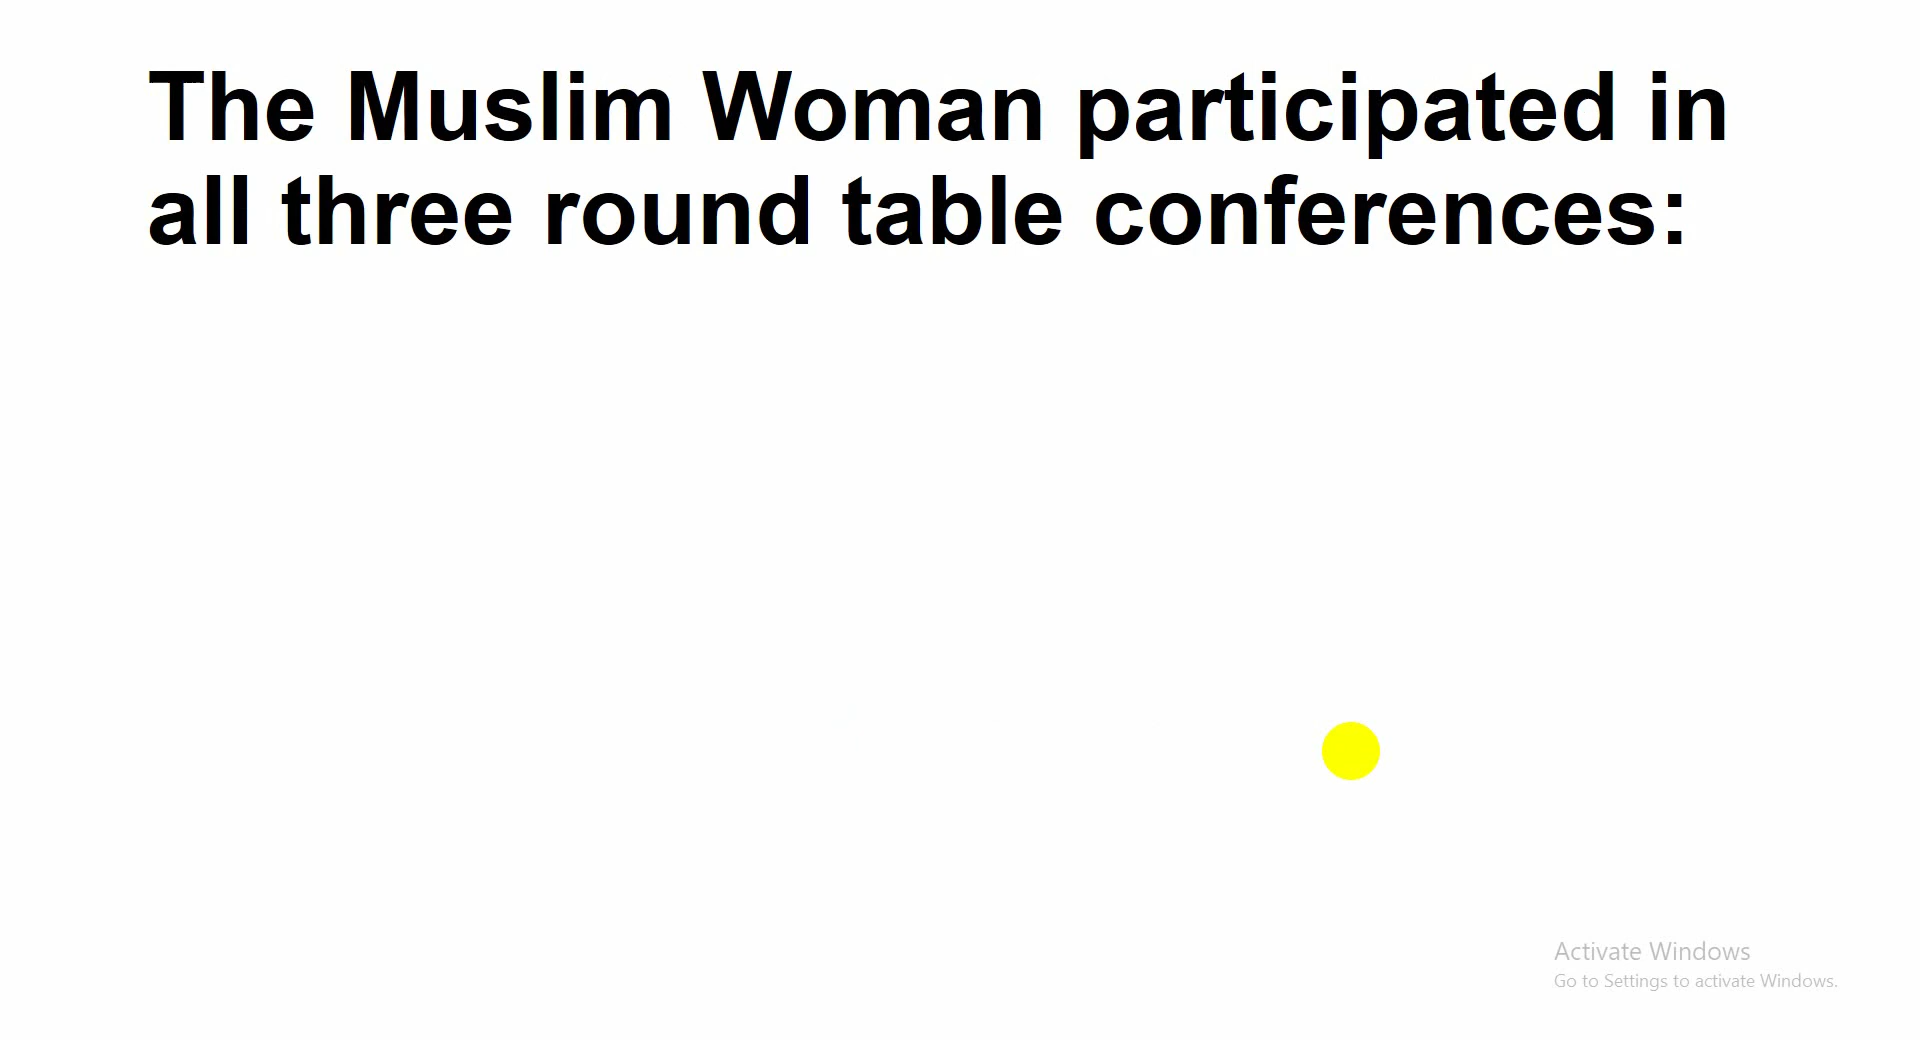 The Muslim Woman participated in
all three round table conferences:
Activate Windows
Go to Settings to activate Windows.